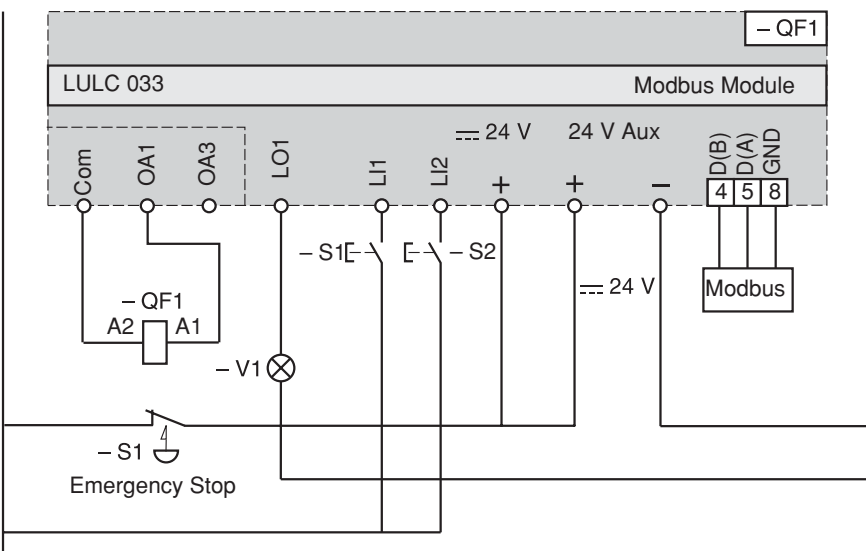 – QF1
LULC 033 Modbus Module
24 V 24 V Aux
Com OA1 OA3 LO1 LI1 LI2 + + – D(B) D(A) GND
4 5 8
– S1 – S2
24 V Modbus
– QF1
A2 A1
– V1
– S1
Emergency Stop